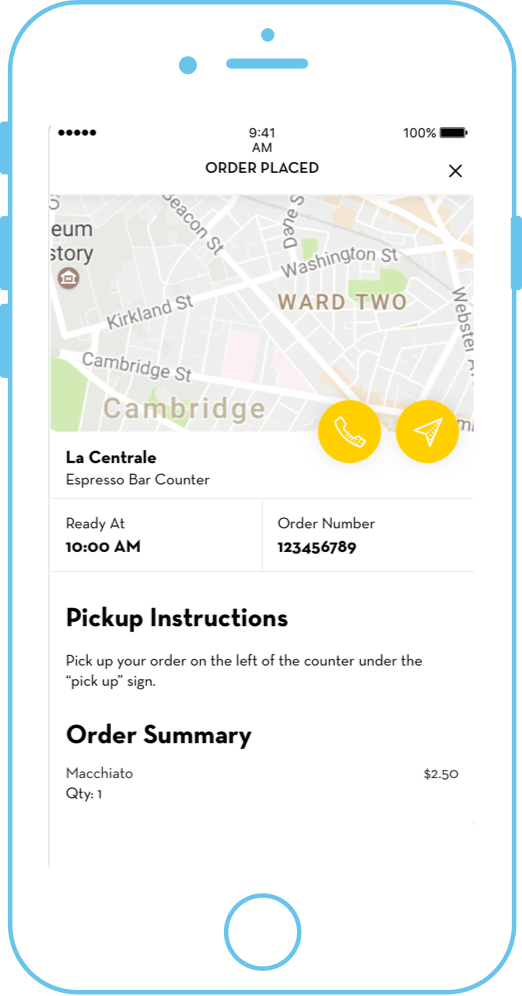 9:41
AM
100%
ORDER PLACED
eum
story
Beacon St
Dane S
Washington St
WARD TWO
Kirkland St
Webster Av
Cambridge St
Cambridge
La Centrale
Espresso Bar Counter
Ready At
10:00 AM
Order Number
123456789
Pickup Instructions
Pick up your order on the left of the counter under the
“pick up” sign.
Order Summary
Macchiato
$2.50
Qty: 1